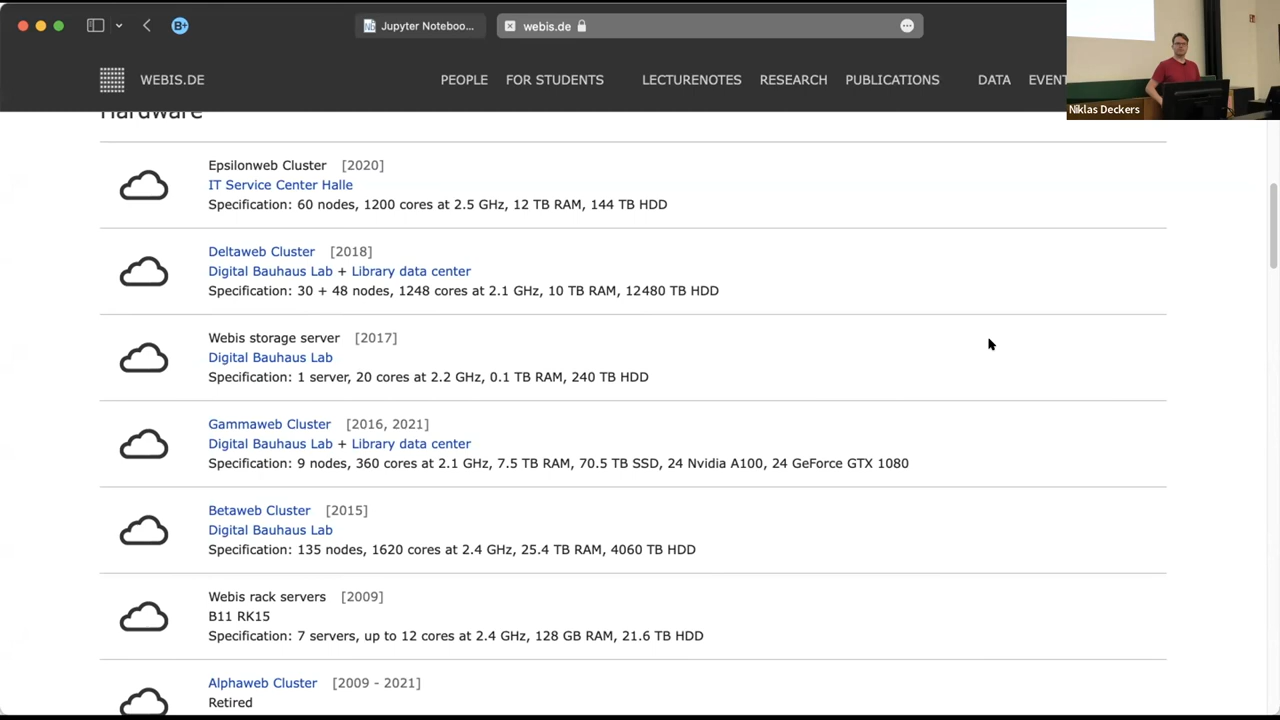 Jupyter Noteboo...
webis.de
WEBIS.DE
PEOPLE FOR STUDENTS LECTURENOTES RESEARCH PUBLICATIONS DATA EVENT
Niklas Deckers
Hardware
Epsilonweb Cluster [2020]
IT Service Center Halle
Specification: 60 nodes, 1200 cores at 2.5 GHz, 12 TB RAM, 144 TB HDD
Deltaweb Cluster [2018]
Digital Bauhaus Lab + Library data center
Specification: 30 + 48 nodes, 1248 cores at 2.1 GHz, 10 TB RAM, 12480 TB HDD
Webis storage server [2017]
Digital Bauhaus Lab
Specification: 1 server, 20 cores at 2.2 GHz, 0.1 TB RAM, 240 TB HDD
Gammaweb Cluster [2016, 2021]
Digital Bauhaus Lab + Library data center
Specification: 9 nodes, 360 cores at 2.1 GHz, 7.5 TB RAM, 70.5 TB SSD, 24 Nvidia A100, 24 GeForce GTX 1080
Betaweb Cluster [2015]
Digital Bauhaus Lab
Specification: 135 nodes, 1620 cores at 2.4 GHz, 25.4 TB RAM, 4060 TB HDD
Webis rack servers [2009]
B11 RK15
Specification: 7 servers, up to 12 cores at 2.4 GHz, 128 GB RAM, 21.6 TB HDD
Alphaweb Cluster [2009 - 2021]
Retired